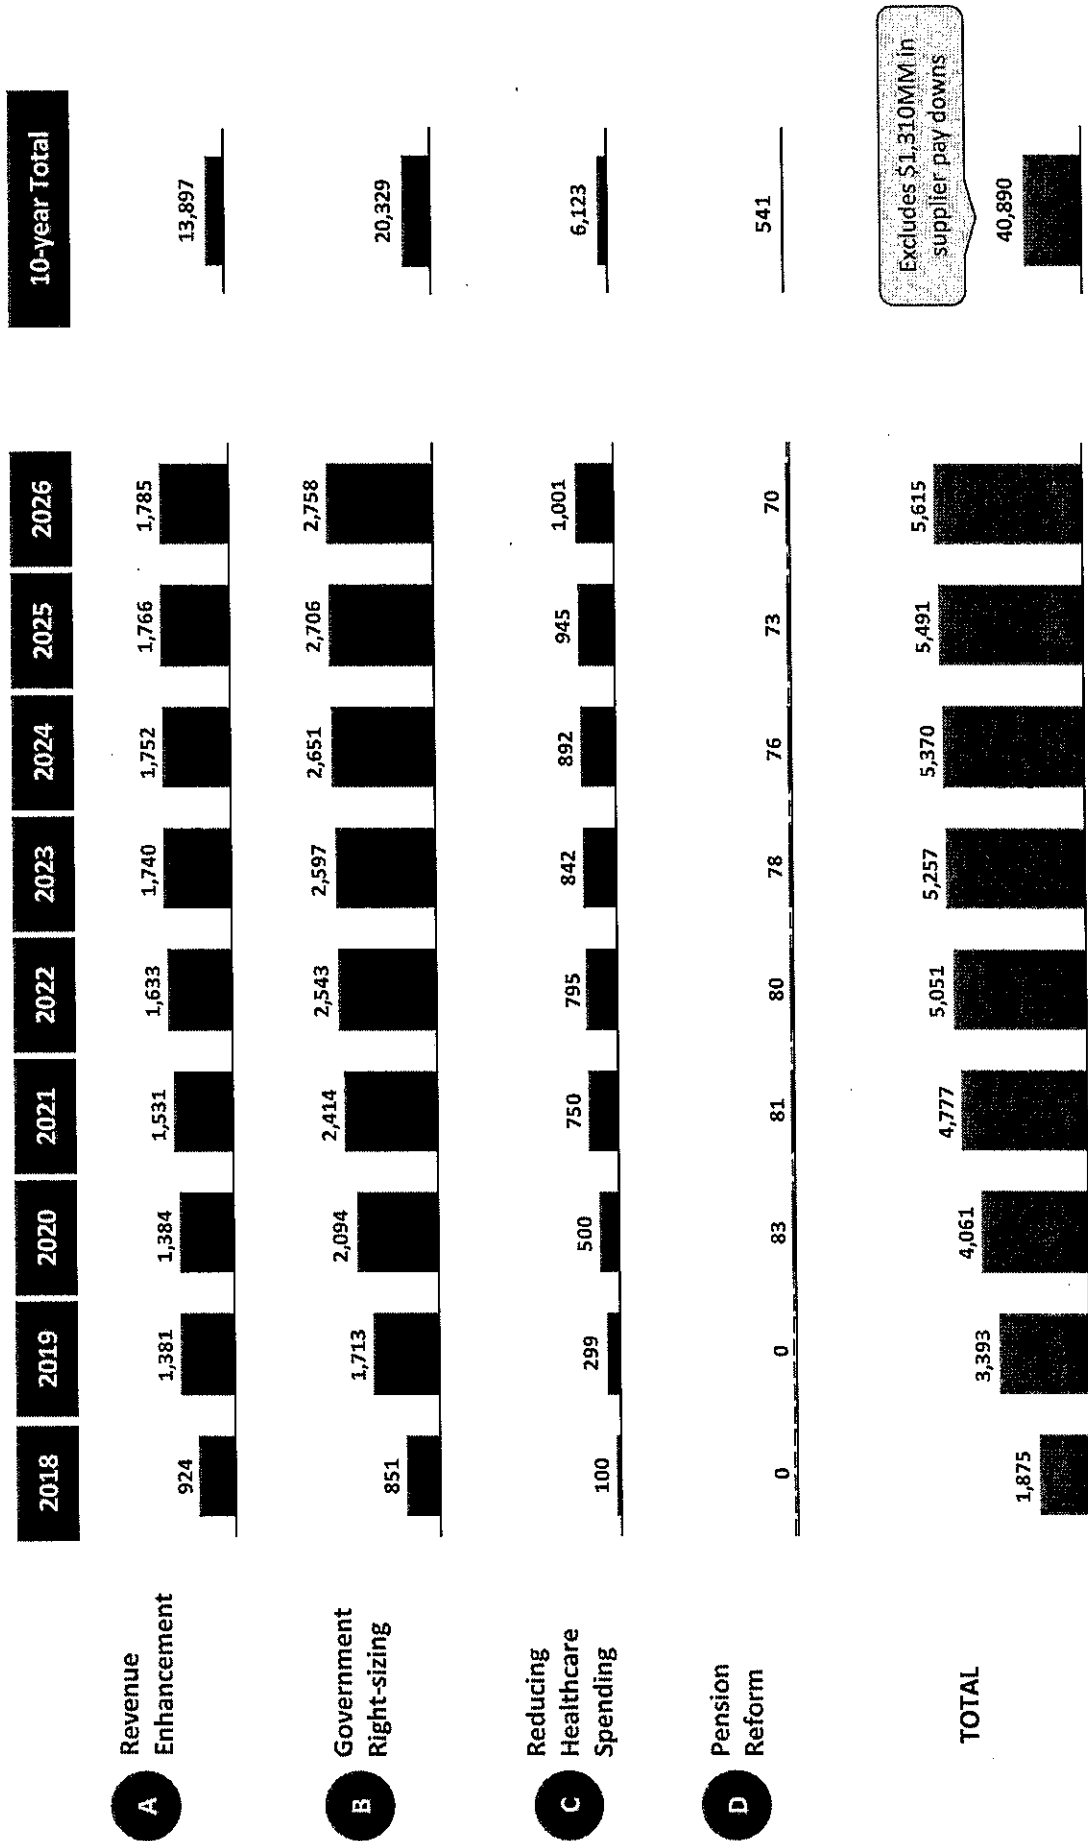 2018 2019 2020 2021 2022 2023 2024 2025 2026 10-year Total
A
Revenue
Enhancement
924 1,381 1,384 1,531 1,633 1,740 1,752 1,766 1,785 13,897
B
Government
Right-sizing
851 1,713 2,094 2,414 2,543 2,597 2,651 2,706 2,758 20,329
C
Reducing
Healthcare
Spending
100 299 500 750 795 842 892 945 1,001 6,123
D
Pension
Reform
0 0 83 81 80 78 76 73 70 541
Excludes $1,310MM in
supplier pay downs
TOTAL
1,875 3,393 4,061 4,777 5,051 5,257 5,370 5,491 5,615 40,890